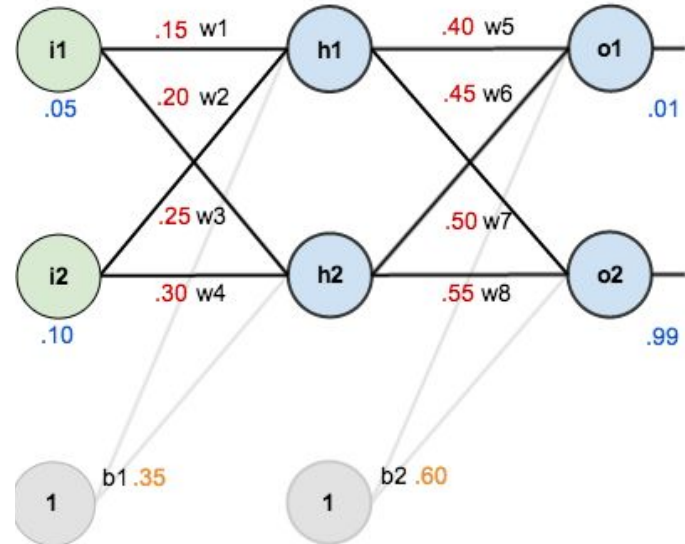 i1 .15 w1 h1 .40 w5 o1
.05 .20 w2 .45 w6 .01
.25 w3 .50 w7
i2 .30 w4 h2 .55 w8 o2
.10 .99
1 b1 .35 1 b2 .60